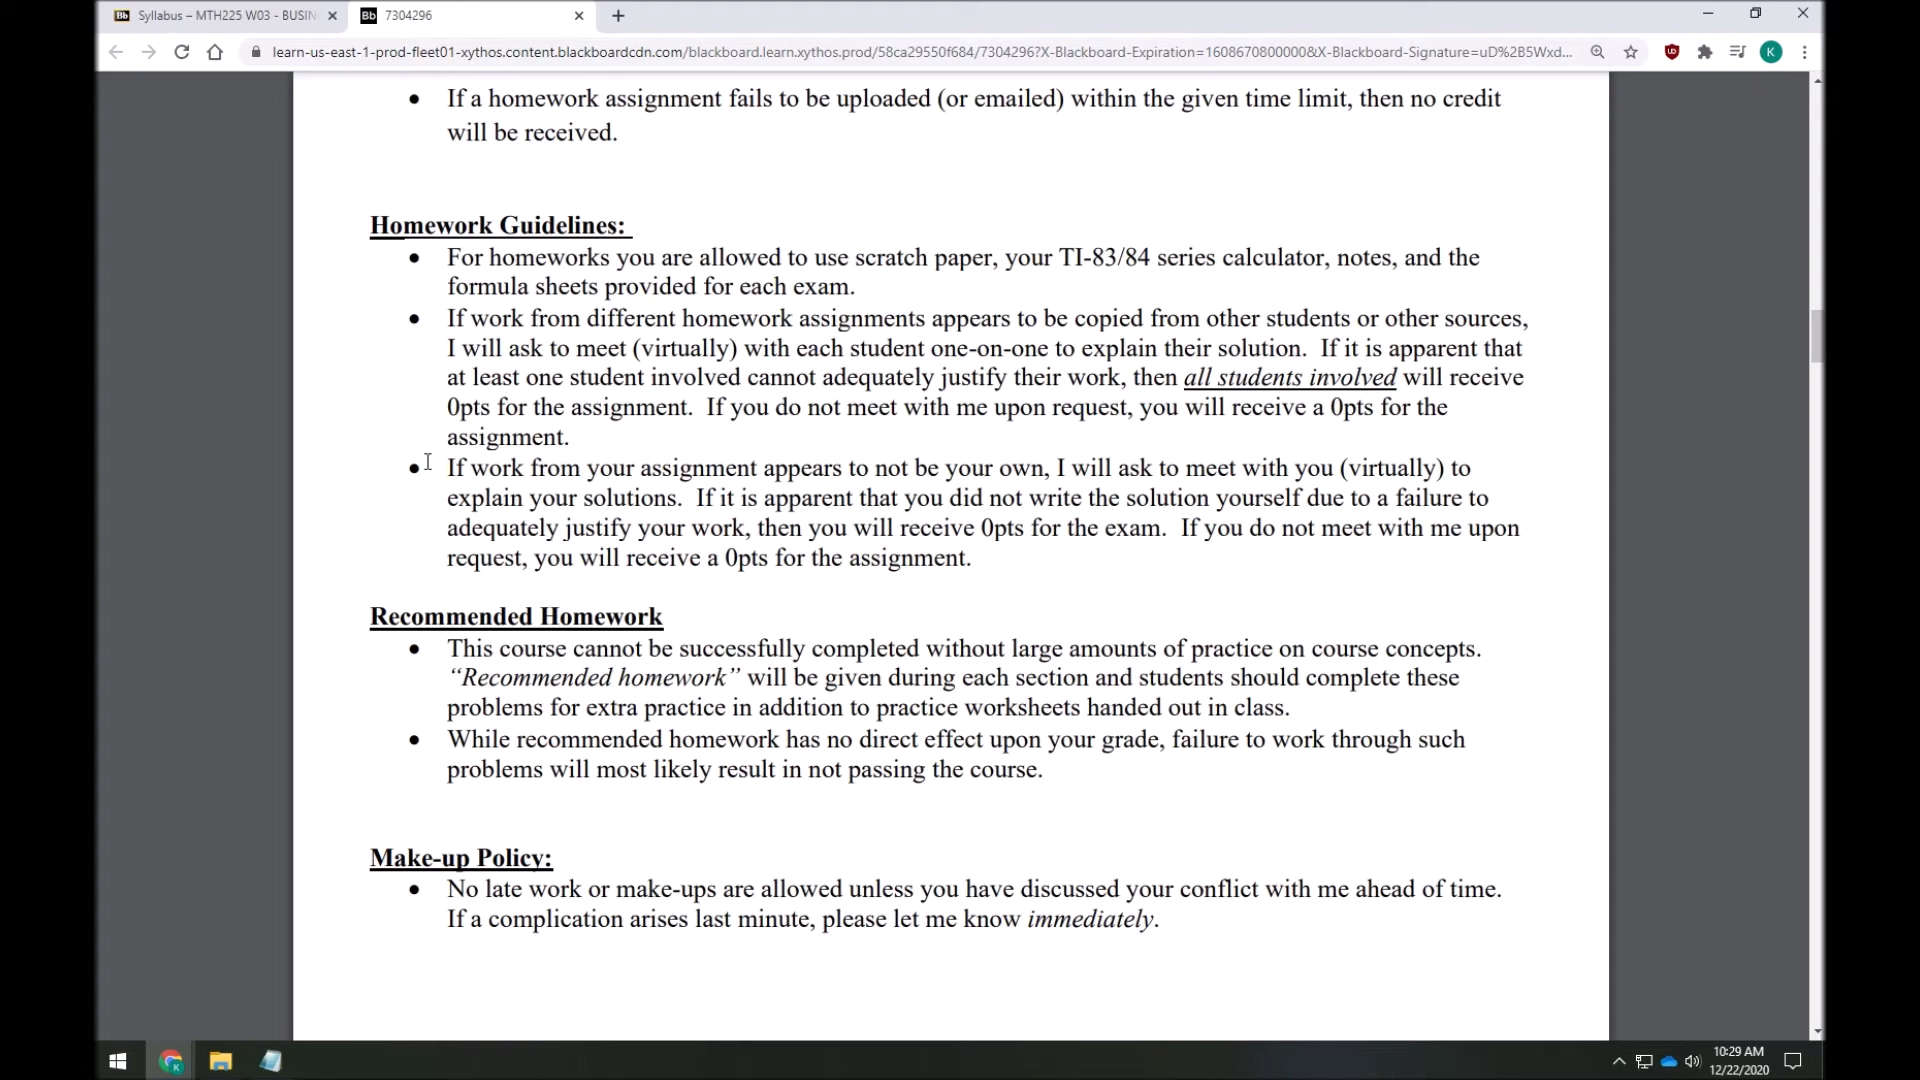 Syllabus – MTH225 W03 - BUSIN
7304296
learn-us-east-1-prod-fleet01-xythos.content.blackboardcdn.com/blackboard.learn.xythos.prod/58ca29550f684/7304296?X-Blackboard-Expiration=1608670800000&X-Blackboard-Signature=uD%2B5Wxd...
• If a homework assignment fails to be uploaded (or emailed) within the given time limit, then no credit
will be received.
Homework Guidelines:
• For homeworks you are allowed to use scratch paper, your TI-83/84 series calculator, notes, and the
formula sheets provided for each exam.
• If work from different homework assignments appears to be copied from other students or other sources,
I will ask to meet (virtually) with each student one-on-one to explain their solution. If it is apparent that
at least one student involved cannot adequately justify their work, then all students involved will receive
0pts for the assignment. If you do not meet with me upon request, you will receive a 0pts for the
assignment.
• If work from your assignment appears to not be your own, I will ask to meet with you (virtually) to
explain your solutions. If it is apparent that you did not write the solution yourself due to a failure to
adequately justify your work, then you will receive 0pts for the exam. If you do not meet with me upon
request, you will receive a 0pts for the assignment.
Recommended Homework
• This course cannot be successfully completed without large amounts of practice on course concepts.
“Recommended homework” will be given during each section and students should complete these
problems for extra practice in addition to practice worksheets handed out in class.
• While recommended homework has no direct effect upon your grade, failure to work through such
problems will most likely result in not passing the course.
Make-up Policy:
• No late work or make-ups are allowed unless you have discussed your conflict with me ahead of time.
If a complication arises last minute, please let me know immediately.
10:29 AM
12/22/2020